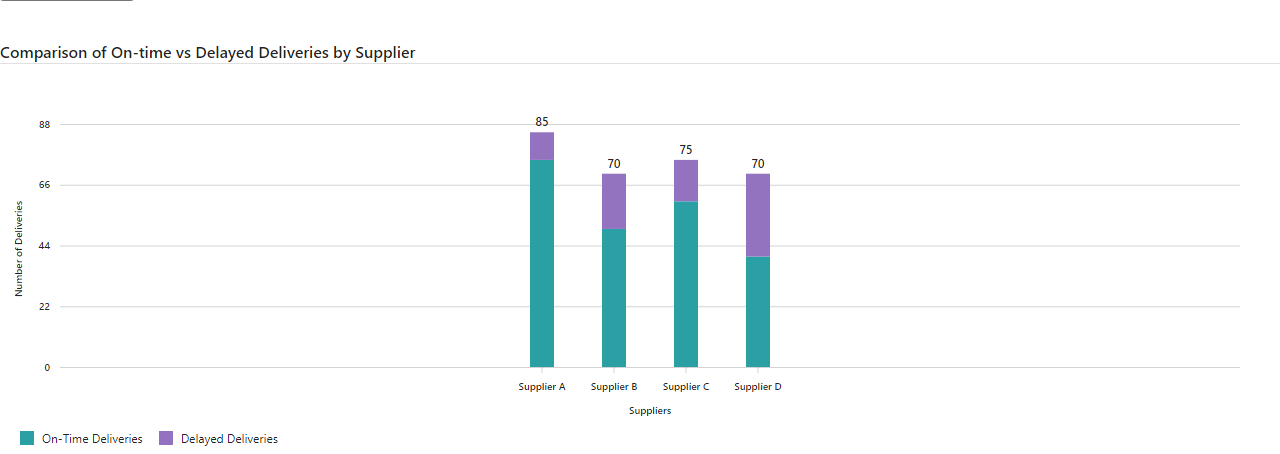 Comparison of On-time vs Delayed Deliveries by Supplier
85
88
75
70
70
66
Number of Deliveries
44
22
0
Supplier A Supplier B Supplier C Supplier D
Suppliers
On-Time Deliveries Delayed Deliveries